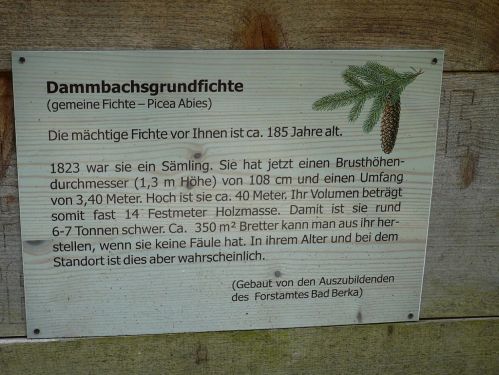 Dammbachsgrundfichte
(gemeine Fichte – Picea Abies)
Die mächtige Fichte vor Ihnen ist ca. 185 Jahre alt.
1823 war sie ein Sämling. Sie hat jetzt einen Brusthöhen-
durchmesser (1,3 m Höhe) von 108 cm und einen Umfang
von 3,40 Meter. Hoch ist sie ca. 40 Meter. Ihr Volumen beträgt
somit fast 14 Festmeter Holzmasse. Damit ist sie rund
6-7 Tonnen schwer. Ca. 350 m² Bretter kann man aus ihr her-
stellen, wenn sie keine Fäule hat. In ihrem Alter und bei dem
Standort ist dies aber wahrscheinlich.
(Gebaut von den Auszubildenden
des Forstamtes Bad Berka)